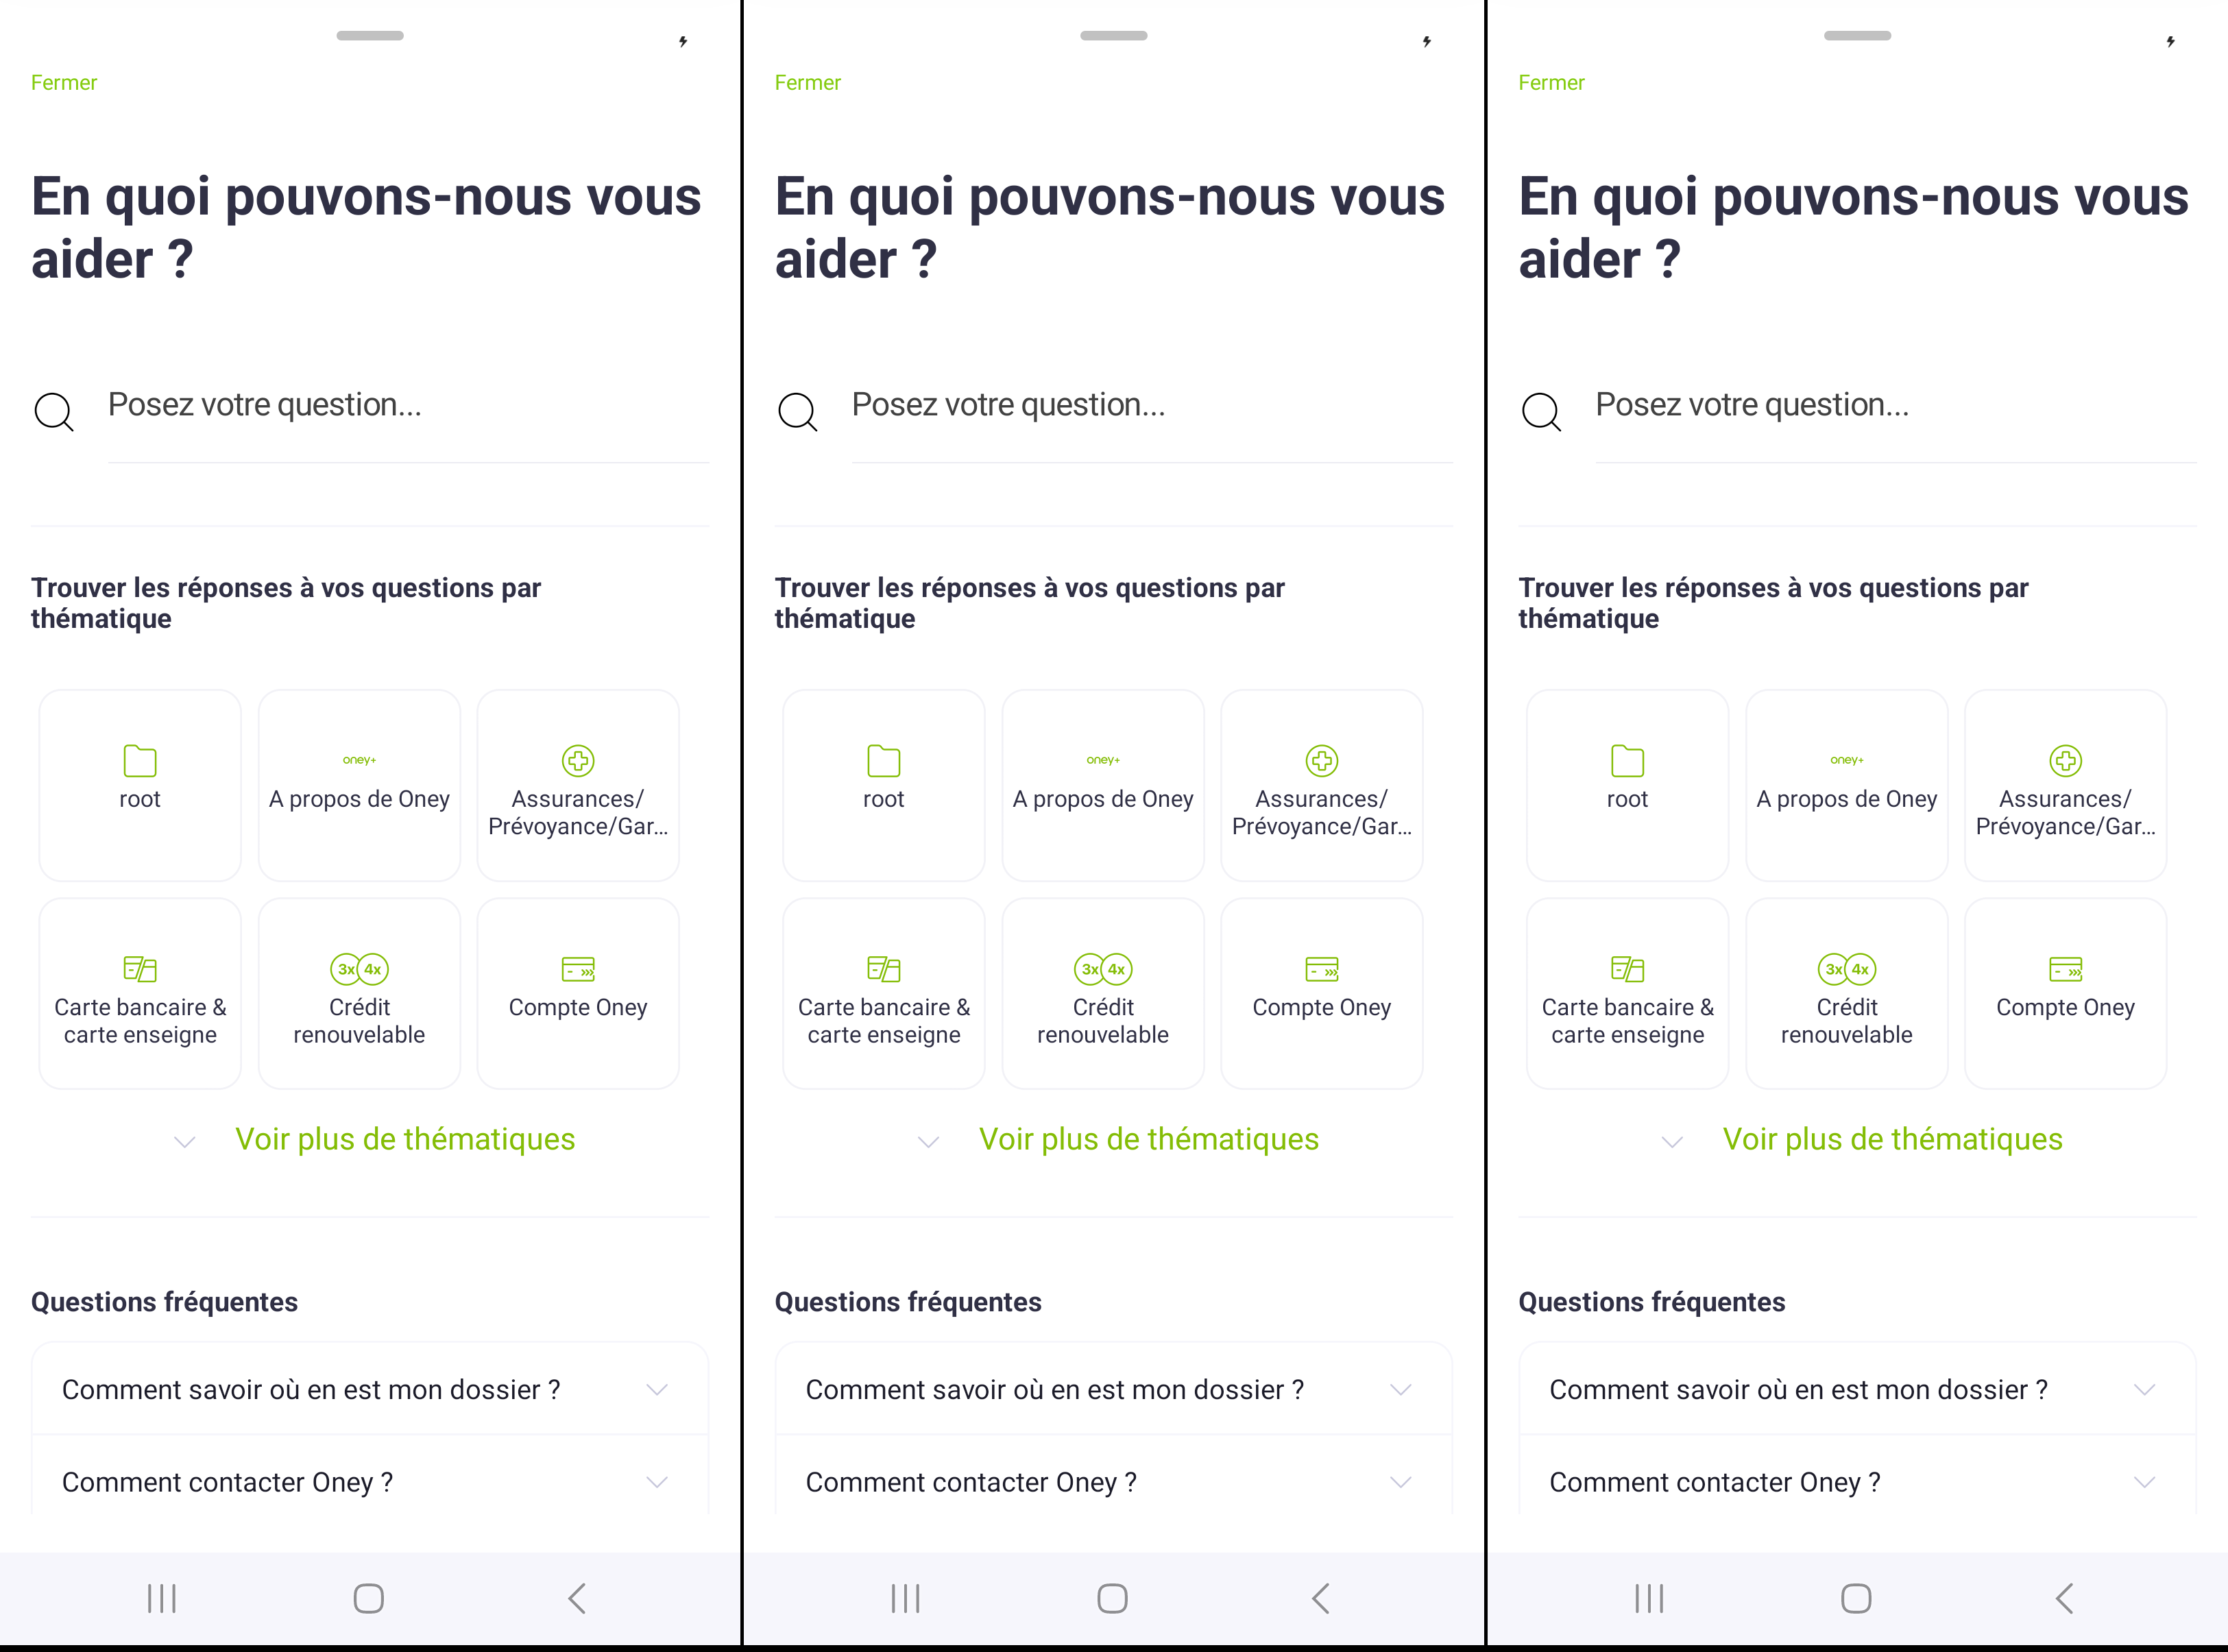 Fermer
En quoi pouvons-nous vous
aider ?
Posez votre question...
Trouver les réponses à vos questions par
thématique
root
oney+
A propos de Oney
Assurances/
Prévoyance/Gar...
Carte bancaire &
carte enseigne
3x 4x
Crédit
renouvelable
Compte Oney
Voir plus de thématiques
Questions fréquentes
Comment savoir où en est mon dossier ?
Comment contacter Oney ?
Fermer
En quoi pouvons-nous vous
aider ?
Posez votre question...
Trouver les réponses à vos questions par
thématique
root
oney+
A propos de Oney
Assurances/
Prévoyance/Gar...
Carte bancaire &
carte enseigne
3x 4x
Crédit
renouvelable
Compte Oney
Voir plus de thématiques
Questions fréquentes
Comment savoir où en est mon dossier ?
Comment contacter Oney ?
Fermer
En quoi pouvons-nous vous
aider ?
Posez votre question...
Trouver les réponses à vos questions par
thématique
root
oney+
A propos de Oney
Assurances/
Prévoyance/Gar...
Carte bancaire &
carte enseigne
3x 4x
Crédit
renouvelable
Compte Oney
Voir plus de thématiques
Questions fréquentes
Comment savoir où en est mon dossier ?
Comment contacter Oney ?